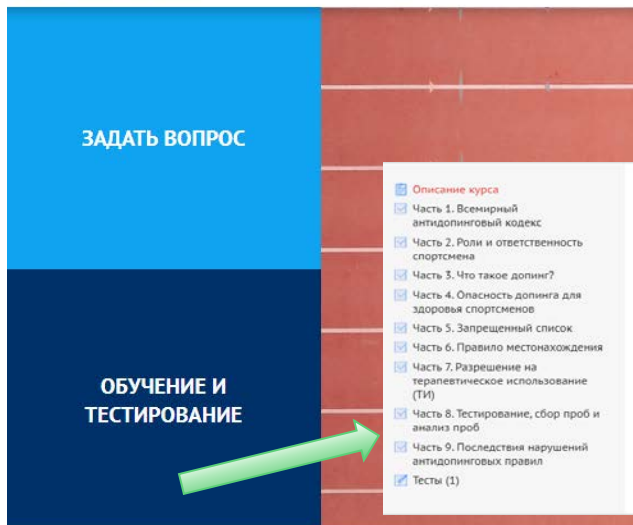 ЗАДАТЬ ВОПРОС
ОБУЧЕНИЕ И
ТЕСТИРОВАНИЕ
Описание курса
Часть 1. Всемирный
антидопинговый кодекс
Часть 2. Роли и ответственность
спортсмена
Часть 3. Что такое допинг?
Часть 4. Опасность допинга для
здоровья спортсменов
Часть 5. Запрещенный список
Часть 6. Правило местонахождения
Часть 7. Разрешение на
терапевтическое использование
(ТИ)
Часть 8. Тестирование, сбор проб и
анализ проб
Часть 9. Последствия нарушений
антидопинговых правил
Тесты (1)